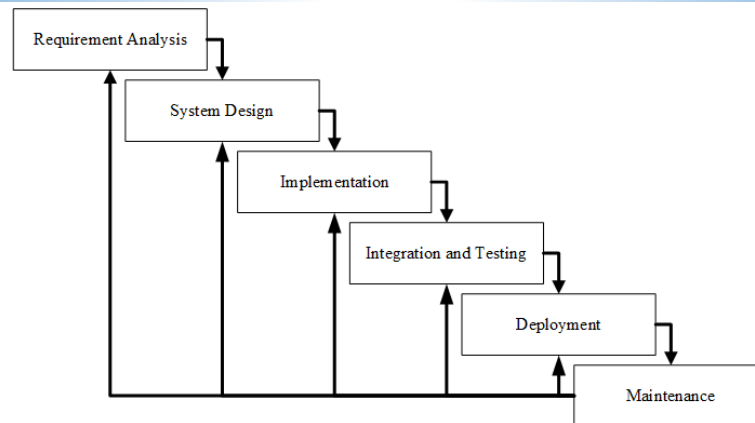 Requirement Analysis
System Design
Implementation
Integration and Testing
Deployment
Maintenance